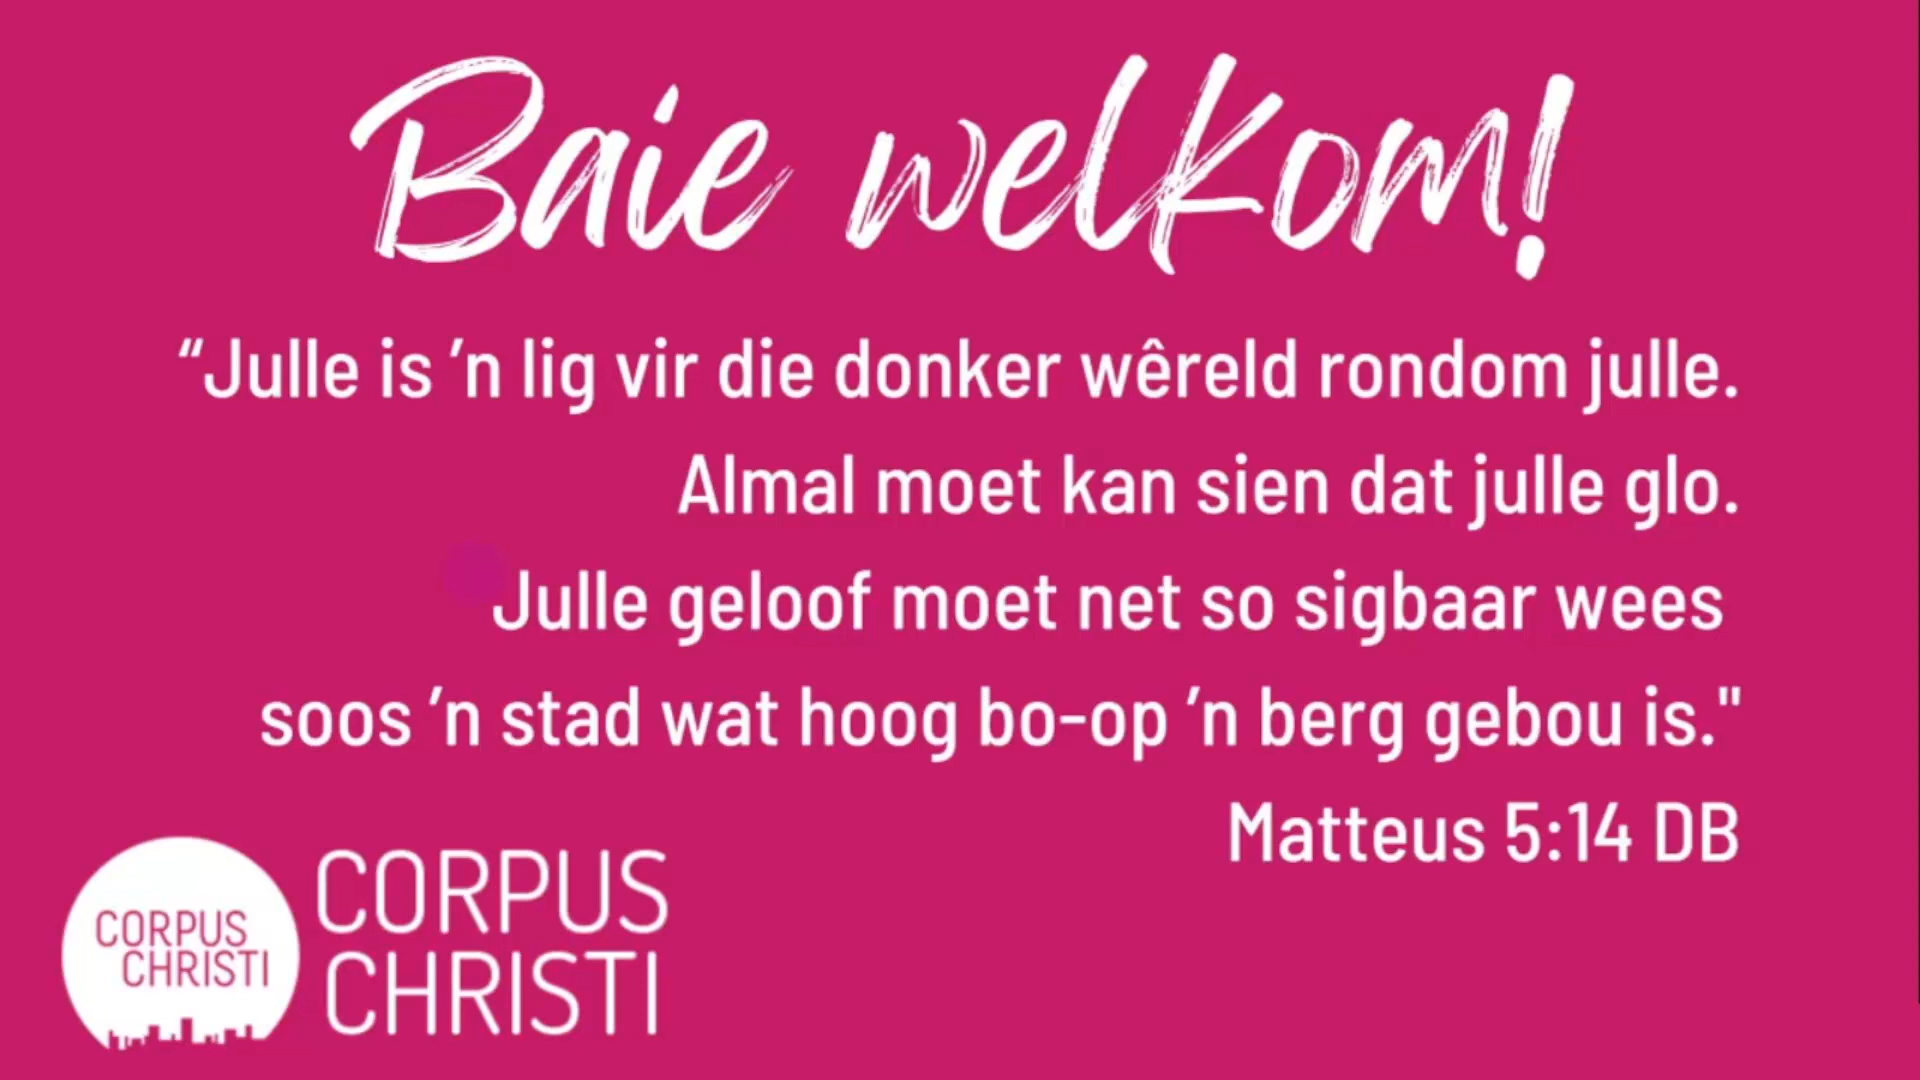 Baie welkom!
“Julle is ’n lig vir die donker wêreld rondom julle.
Almal moet kan sien dat julle glo.
Julle geloof moet net so sigbaar wees
soos ’n stad wat hoog bo-op ’n berg gebou is."
Matteus 5:14 DB
CORPUS
CHRISTI
CORPUS
CHRISTI